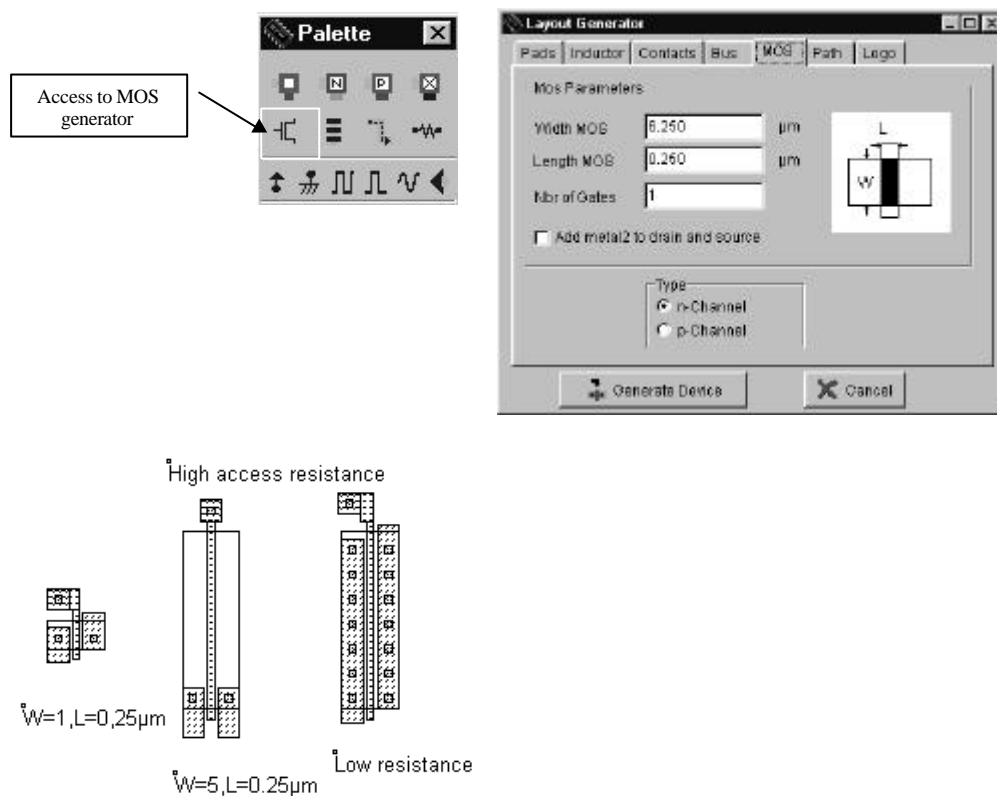 Palette
N
P
Access to MOS
generator
Layout Generator
Pads
Inductor
Contacts
Bus
MOS
Path
Logo
Mos Parameters
Width MOS
6.250
µm
Length MOS
0.250
µm
Nbr of Gates
1
Add metal2 to drain and source
L
W
Type
n-Channel
p-Channel
Generate Device
Cancel
High access resistance
W=1,L=0,25µm
W=5,L=0.25µm
Low resistance